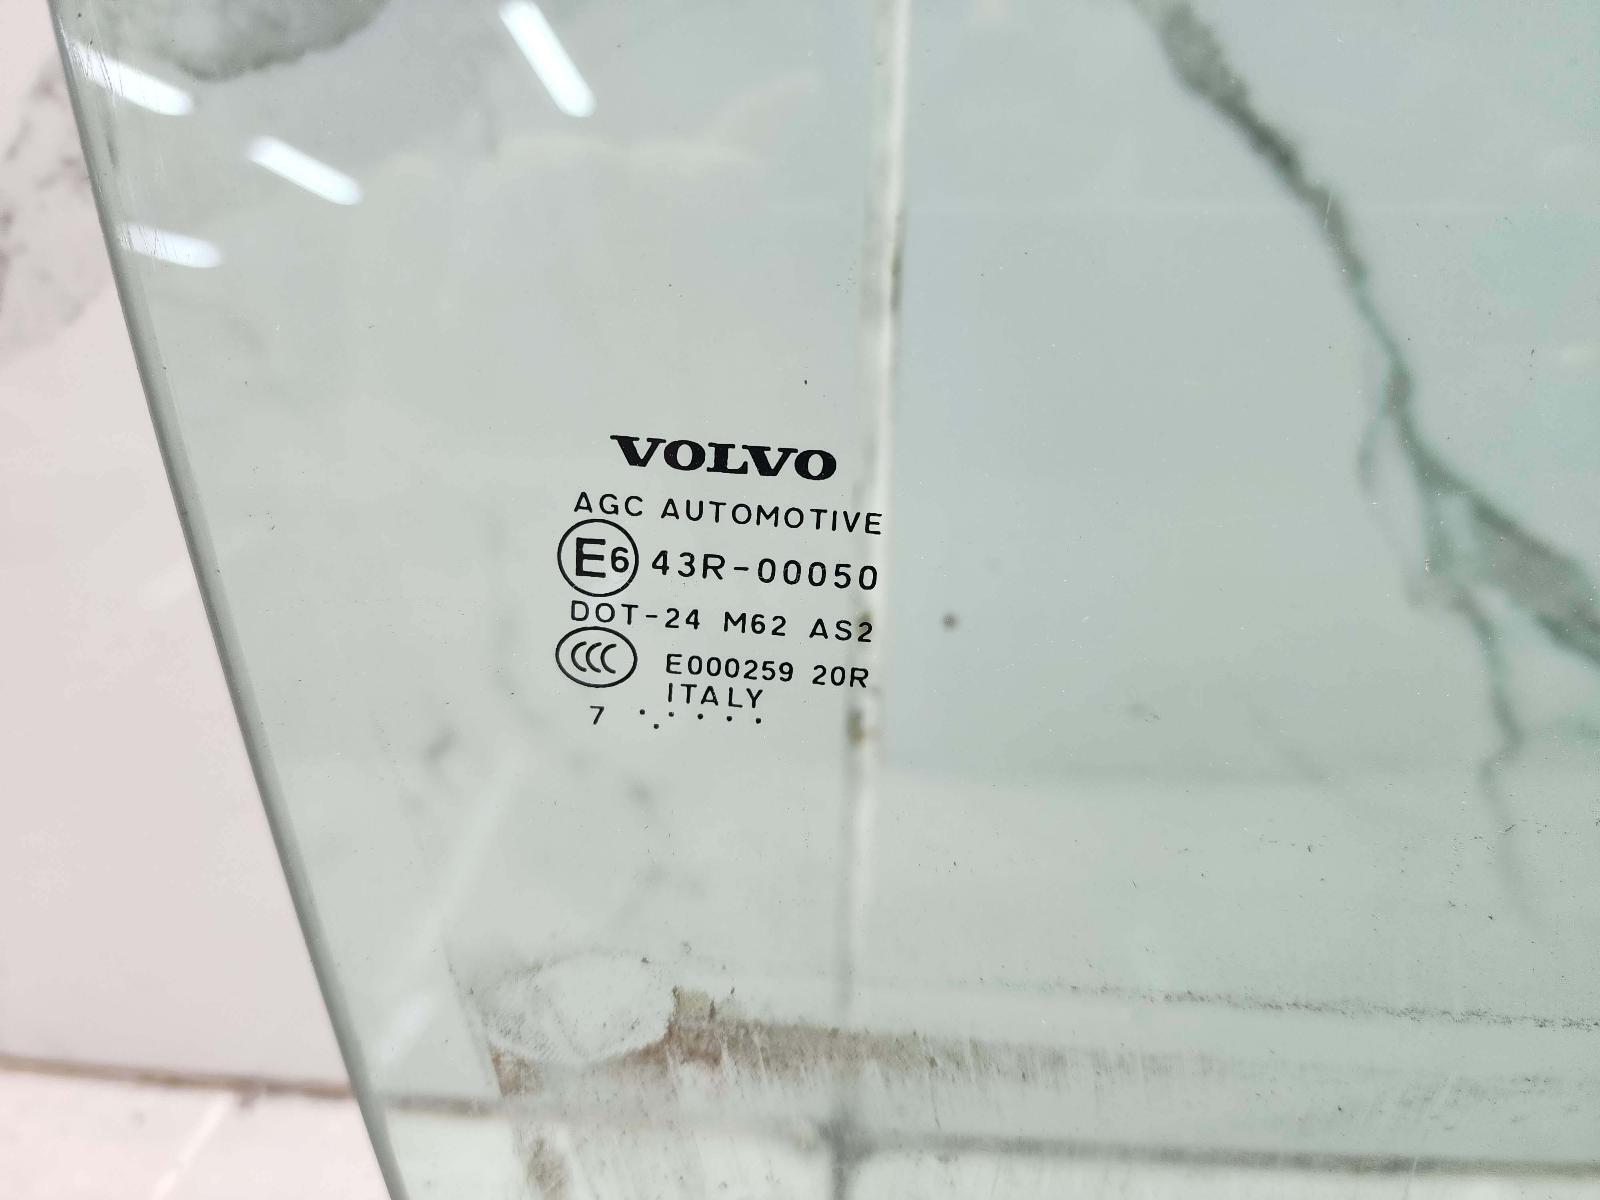 VOLVO
AGC AUTOMOTIVE
E6 43R-00050
DOT-24 M62 AS2
CCC E000259 20R
ITALY
7 . . . . . .